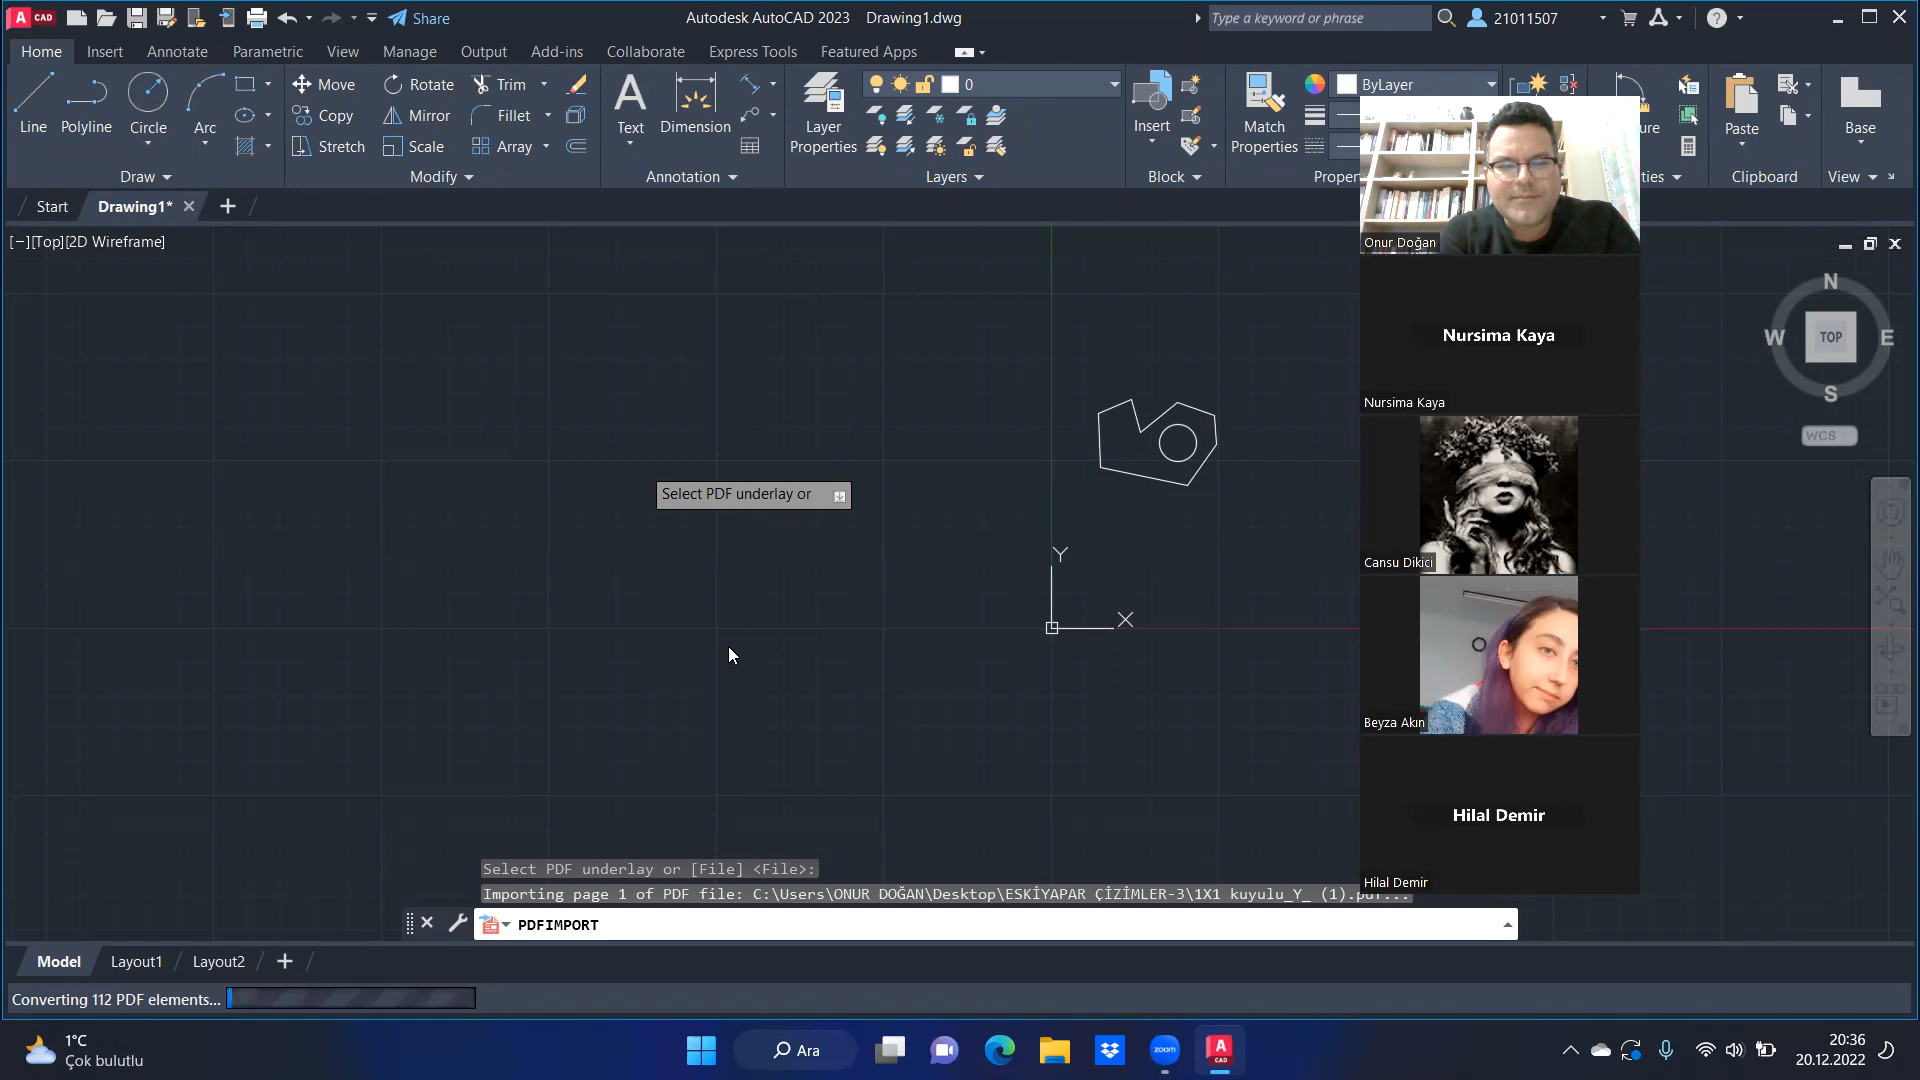 CAD
Share
Autodesk AutoCAD 2023 Drawing1.dwg
Type a keyword or phrase
21011507
Home Insert Annotate Parametric View Manage Output Add-ins Collaborate Express Tools Featured Apps
Line Polyline Circle Arc
Move Rotate Trim
Copy Mirror Fillet
Stretch Scale Array
Text Dimension
Layer Properties
0
Insert
Match Properties
ByLayer
Paste
Base
Draw Modify Annotation Layers Block Clipboard View
Start Drawing1*
[−][Top][2D Wireframe]
Onur Doğan
Nursima Kaya
Nursima Kaya
Cansu Dikici
Beyza Akın
Hilal Demir
Hilal Demir
N
W TOP E
S
WCS
Select PDF underlay or
Y
X
Select PDF underlay or [File] <File>:
Importing page 1 of PDF file: C:\Users\ONUR DOĞAN\Desktop\ESKİYAPAR ÇİZİMLER-3\1X1 kuyulu_Y_ (1).pdf...
PDFIMPORT
Model Layout1 Layout2
Converting 112 PDF elements...
1°C
Çok bulutlu
Ara
zoom
A CAD
20:36
20.12.2022